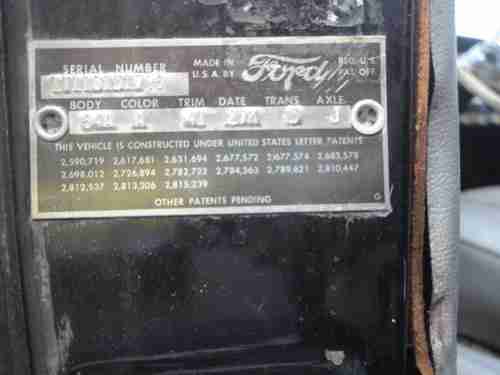 SERIAL NUMBER MADE IN U.S.A. BY Ford REG. U.S. PAT. OFF.
BODY COLOR TRIM DATE TRANS. AXLE
THIS VEHICLE IS CONSTRUCTED UNDER UNITED STATES LETTER PATENTS
2,590,719 2,617,681 2,631,694 2,677,572 2,677,574 2,683,578
2,698,012 2,726,894 2,782,722 2,784,363 2,789,621 2,810,447
2,812,537 2,813,206 2,815,239
OTHER PATENTS PENDING